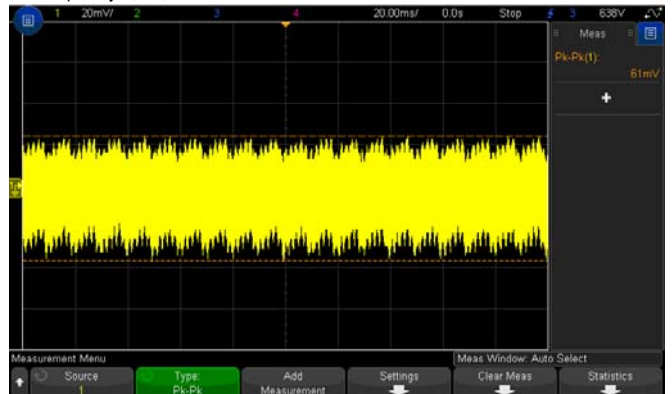 1 20mV/ 2 3 4 20.00ms/ 0.0s Stop 3 638V
Meas
Pk-Pk(1):
61mV
Measurement Menu Meas Window: Auto Select
Source Type: Add Settings Clear Meas Statistics
1 Pk-Pk Measurement